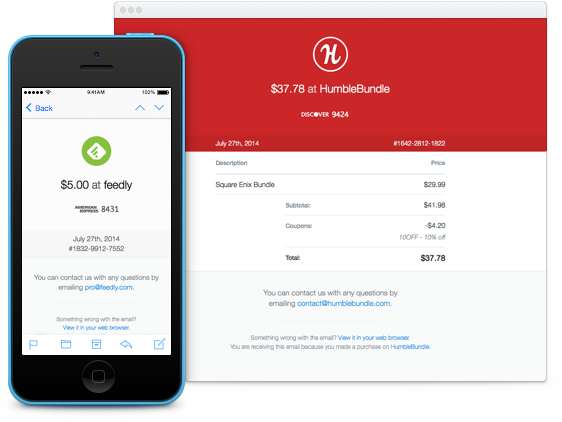 9:41AM
100%
Back
$5.00 at feedly
AMERICAN EXPRESS 8431
July 27th, 2014
#1832-9912-7552
You can contact us with any questions by
emailing pro@feedly.com.
Something wrong with the email?
View it in your web browser.
H
$37.78 at HumbleBundle
DISCOVER 9424
July 27th, 2014 #1642-2812-1822
Description Price
Square Enix Bundle $29.99
Subtotal: $41.98
Coupons: -$4.20
10OFF - 10% off
Total: $37.78
You can contact us with any questions by
emailing contact@humblebundle.com.
Something wrong with the email? View it in your web browser.
You are receiving this email because you made a purchase on HumbleBundle.